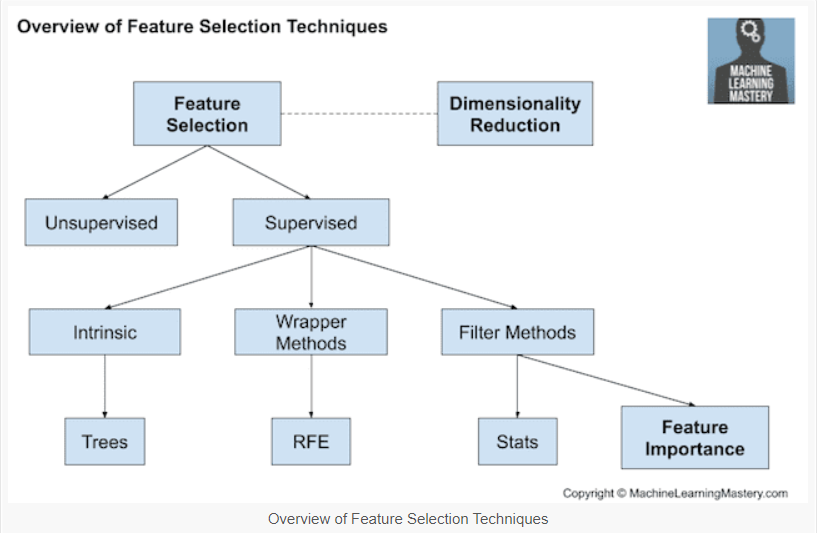 Overview of Feature Selection Techniques
MACHINE
LEARNING
MASTERY
Feature
Selection
Dimensionality
Reduction
Unsupervised
Supervised
Intrinsic
Wrapper
Methods
Filter Methods
Trees
RFE
Stats
Feature
Importance
Copyright © MachineLearningMastery.com
Overview of Feature Selection Techniques